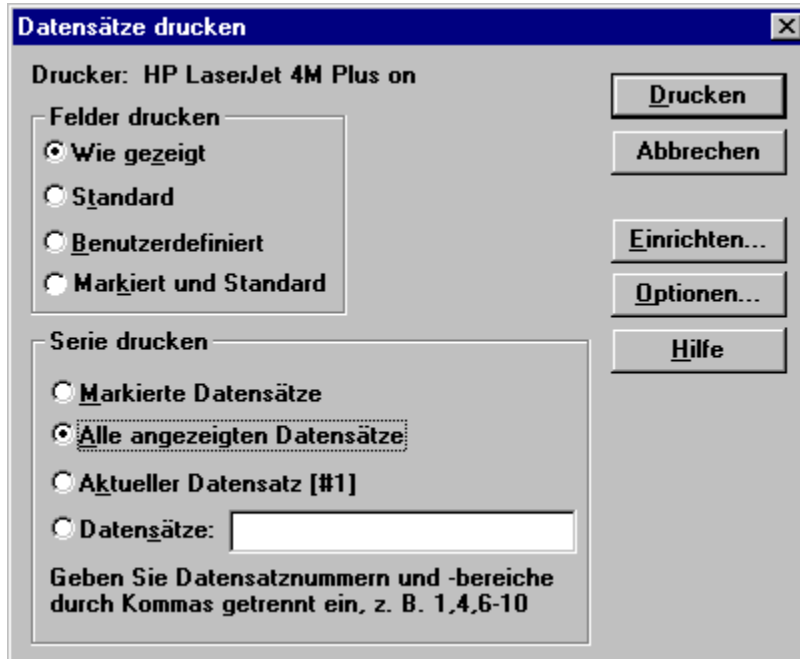 Datensätze drucken
Drucker: HP LaserJet 4M Plus on
Felder drucken
Wie gezeigt
Standard
Benutzerdefiniert
Markiert und Standard
Serie drucken
Markierte Datensätze
Alle angezeigten Datensätze
Aktueller Datensatz [#1]
Datensätze:
Geben Sie Datensatznummern und -bereiche
durch Kommas getrennt ein, z. B. 1,4,6-10
Drucken
Abbrechen
Einrichten...
Optionen...
Hilfe